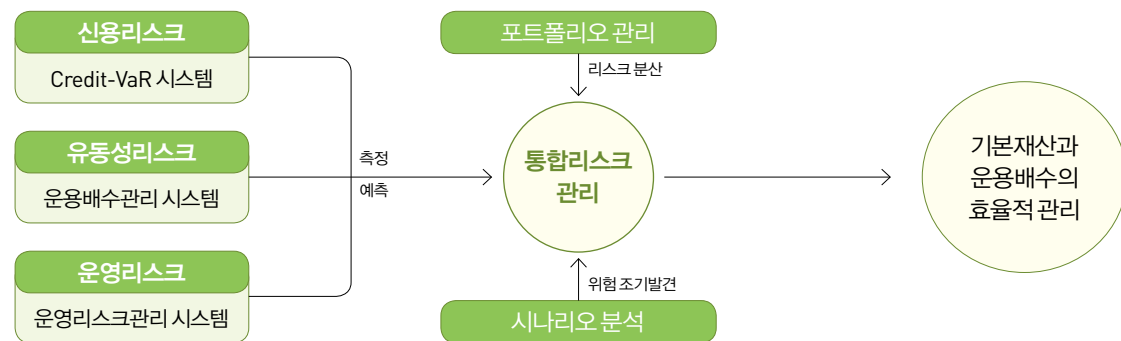 신용리스크
Credit-VaR 시스템
유동성리스크
운용배수관리 시스템
운영리스크
운영리스크관리 시스템
측정
예측
포트폴리오 관리
리스크 분산
통합리스크
관리
위험 조기발견
시나리오 분석
기본재산과
운용배수의
효율적 관리